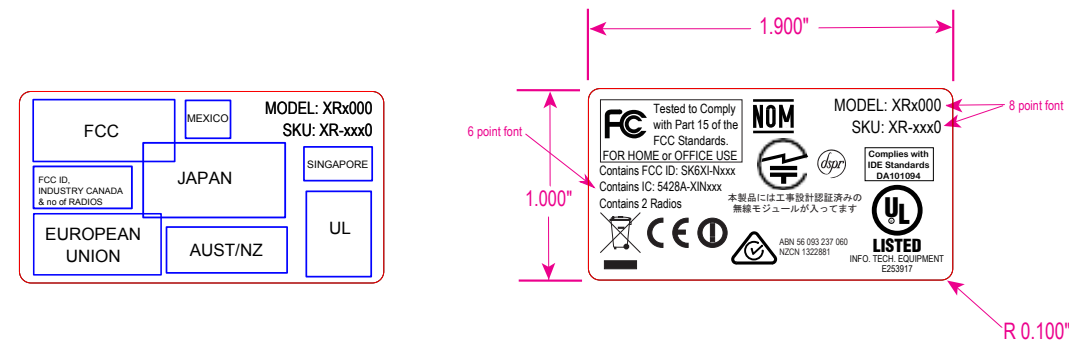 FCC
MEXICO
MODEL: XRx000
SKU: XR-xxx0
JAPAN
SINGAPORE
FCC ID,
INDUSTRY CANADA
& no of RADIOS
EUROPEAN
UNION
AUST/NZ
UL
1.900"
1.000"
6 point font
8 point font
R 0.100"
FC
Tested to Comply
with Part 15 of the
FCC Standards.
FOR HOME or OFFICE USE
NOM
MODEL: XRx000
SKU: XR-xxx0
Contains FCC ID: SK6XI-Nxxx
Contains IC: 5428A-XINxxx
Contains 2 Radios
dspr
Complies with
IDE Standards
DA101094
本製品には工事設計認証済みの
無線モジュールが入ってます
CE
ABN 56 093 237 060
NZCN 1322881
UL
LISTED
INFO. TECH. EQUIPMENT
E253917